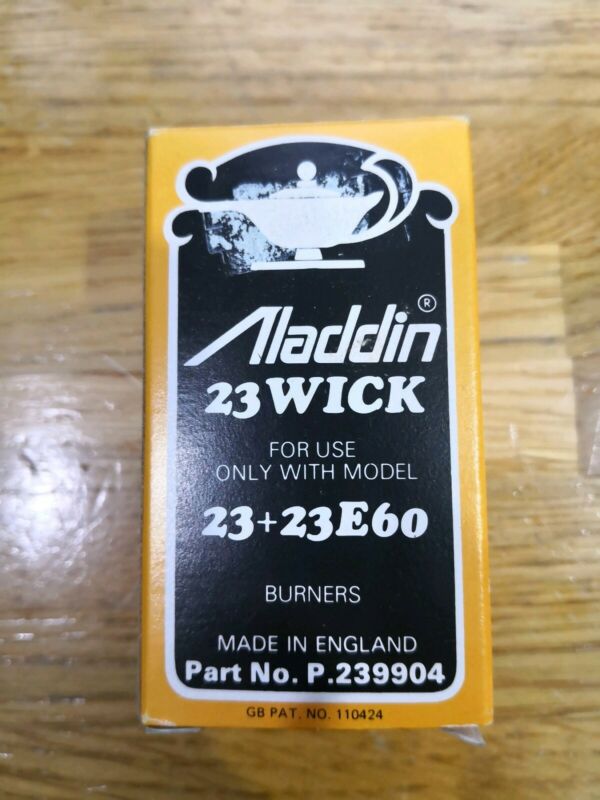 Aladdin®
23 WICK
FOR USE
ONLY WITH MODEL
23+23E60
BURNERS
MADE IN ENGLAND
Part No. P.239904
GB PAT. NO. 110424